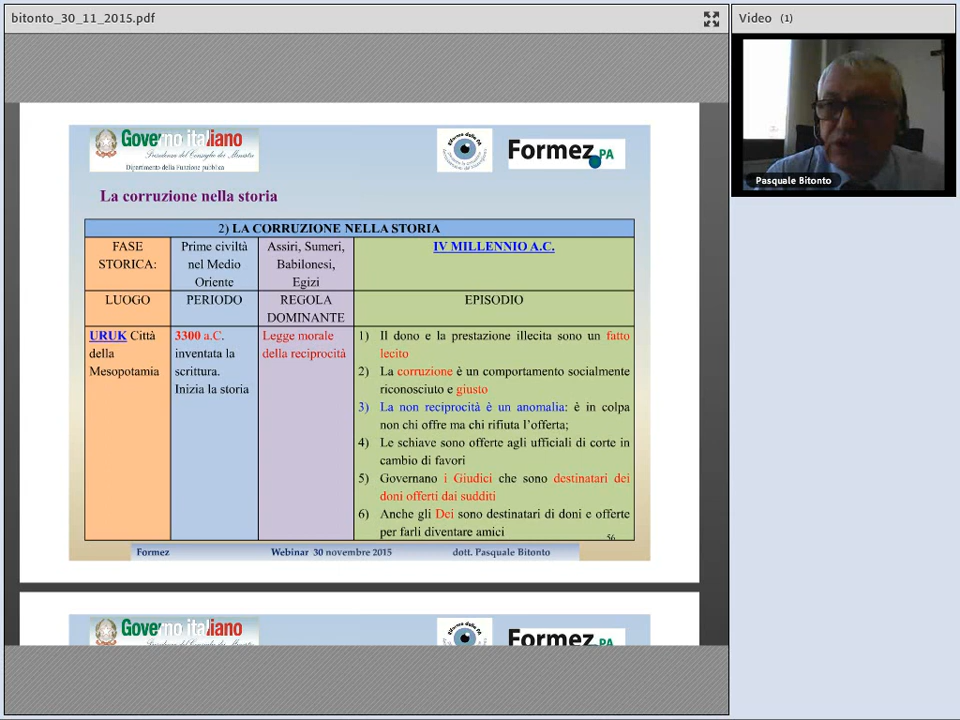 bitonto_30_11_2015.pdf
Video (1)
Pasquale Bitonto
Governo italiano
Presidenza del Consiglio dei Ministri
Dipartimento della Funzione pubblica
Formez PA
La corruzione nella storia
2) LA CORRUZIONE NELLA STORIA
FASE STORICA:
Prime civiltà nel Medio Oriente
Assiri, Sumeri, Babilonesi, Egizi
IV MILLENNIO A.C.
LUOGO
PERIODO
REGOLA DOMINANTE
EPISODIO
URUK Città
della
Mesopotamia
3300 a.C.
inventata la
scrittura.
Inizia la storia
Legge morale
della reciprocità
1) Il dono e la prestazione illecita sono un fatto
lecito
2) La corruzione è un comportamento socialmente
riconosciuto e giusto
3) La non reciprocità è un anomalia: è in colpa
non chi offre ma chi rifiuta l’offerta;
4) Le schiave sono offerte agli ufficiali di corte in
cambio di favori
5) Governano i Giudici che sono destinatari dei
doni offerti dai sudditi
6) Anche gli Dei sono destinatari di doni e offerte
per farli diventare amici
56
Formez Webinar 30 novembre 2015 dott. Pasquale Bitonto
Governo italiano
Formez PA